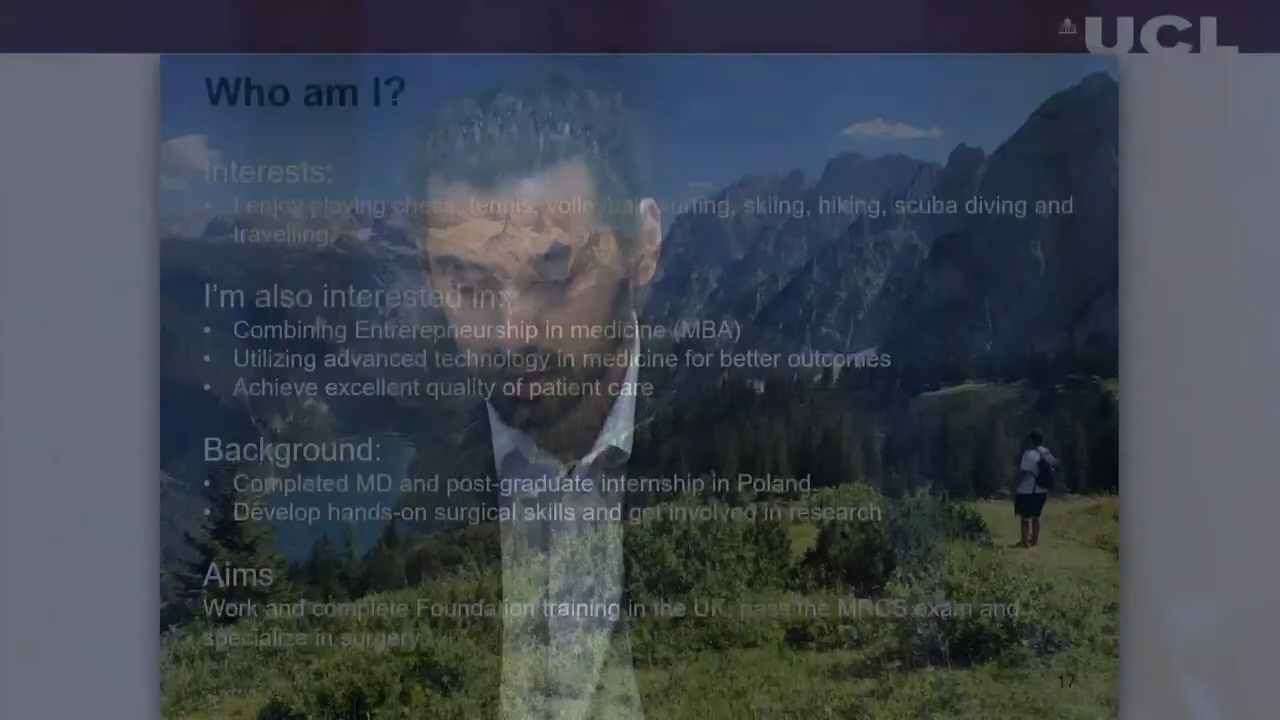 UCL
Who am I?
Interests:
• I enjoy playing chess, tennis, volleyball, surfing, skiing, hiking, scuba diving and
travelling.
I'm also interested in:
• Combining Entrerepneurship in medicine (MBA)
• Utilizing advanced technology in medicine for better outcomes
• Achieve excellent quality of patient care
Background:
• Completed MD and post-graduate internship in Poland
• Develop hands-on surgical skills and get involved in research
Aims
Work and complete Foundation training in the UK, pass the MRCS exam and
specialize in surgery
17